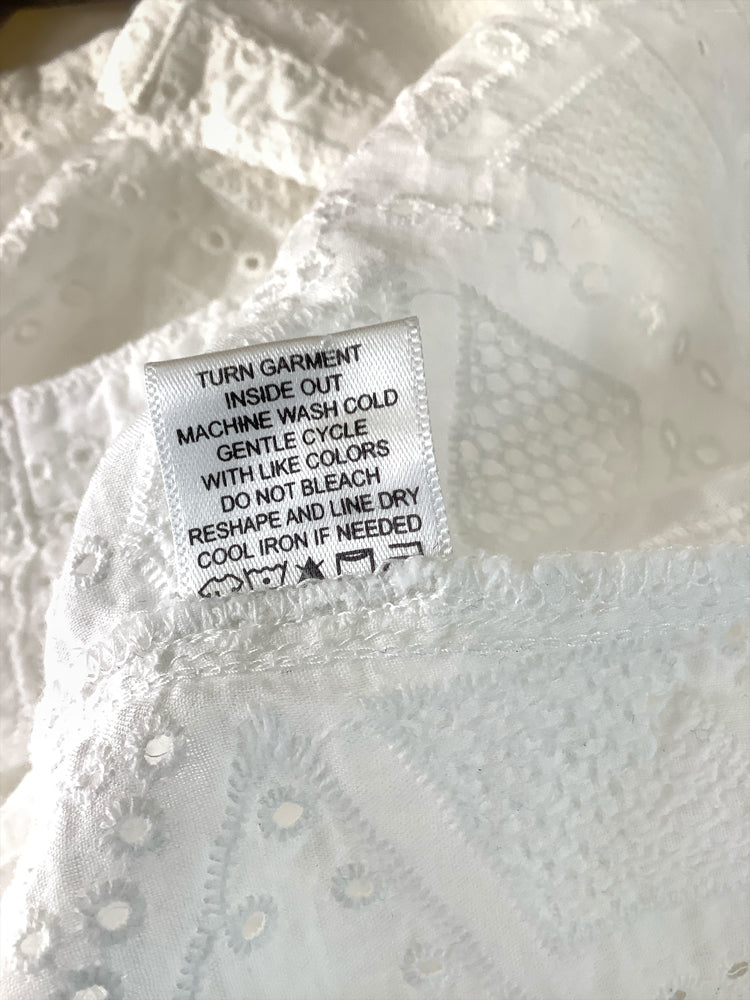 TURN GARMENT
INSIDE OUT
MACHINE WASH COLD
GENTLE CYCLE
WITH LIKE COLORS
DO NOT BLEACH
RESHAPE AND LINE DRY
COOL IRON IF NEEDED